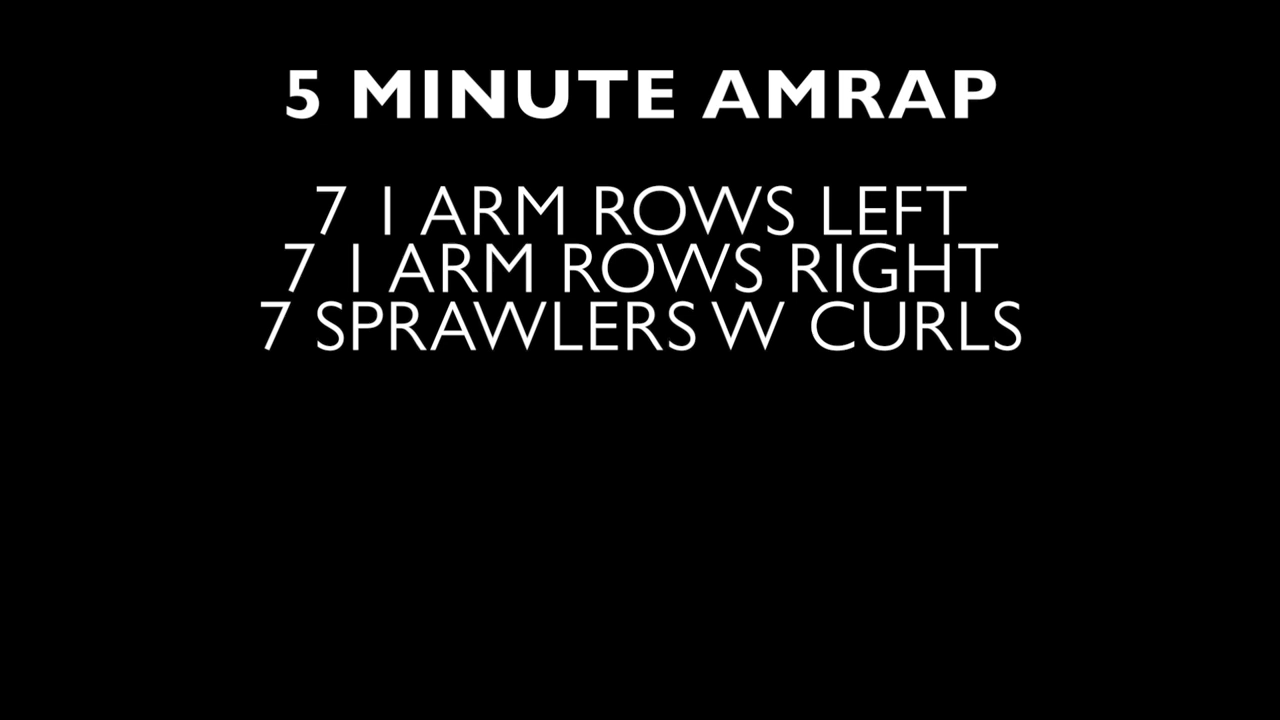 5 MINUTE AMRAP
7 1 ARM ROWS LEFT
7 1 ARM ROWS RIGHT
7 SPRAWLERS W CURLS